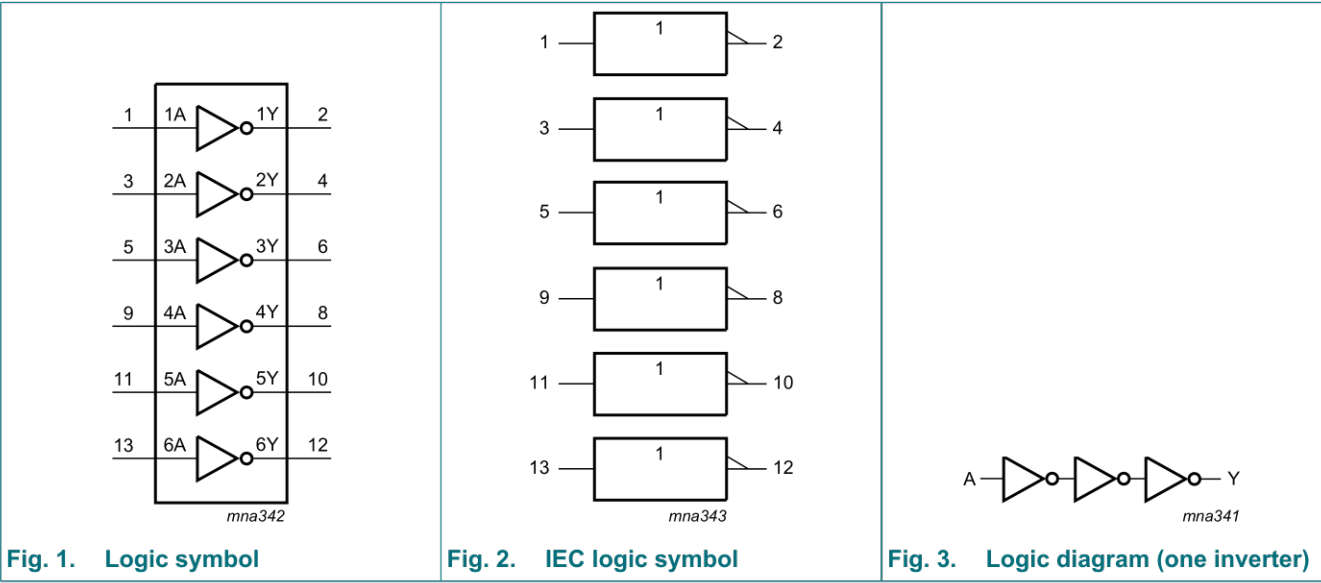 1 1A 1Y 2
3 2A 2Y 4
5 3A 3Y 6
9 4A 4Y 8
11 5A 5Y 10
13 6A 6Y 12
mna342
Fig. 1. Logic symbol
1 1 2
3 1 4
5 1 6
9 1 8
11 1 10
13 1 12
mna343
Fig. 2. IEC logic symbol
A Y
mna341
Fig. 3. Logic diagram (one inverter)